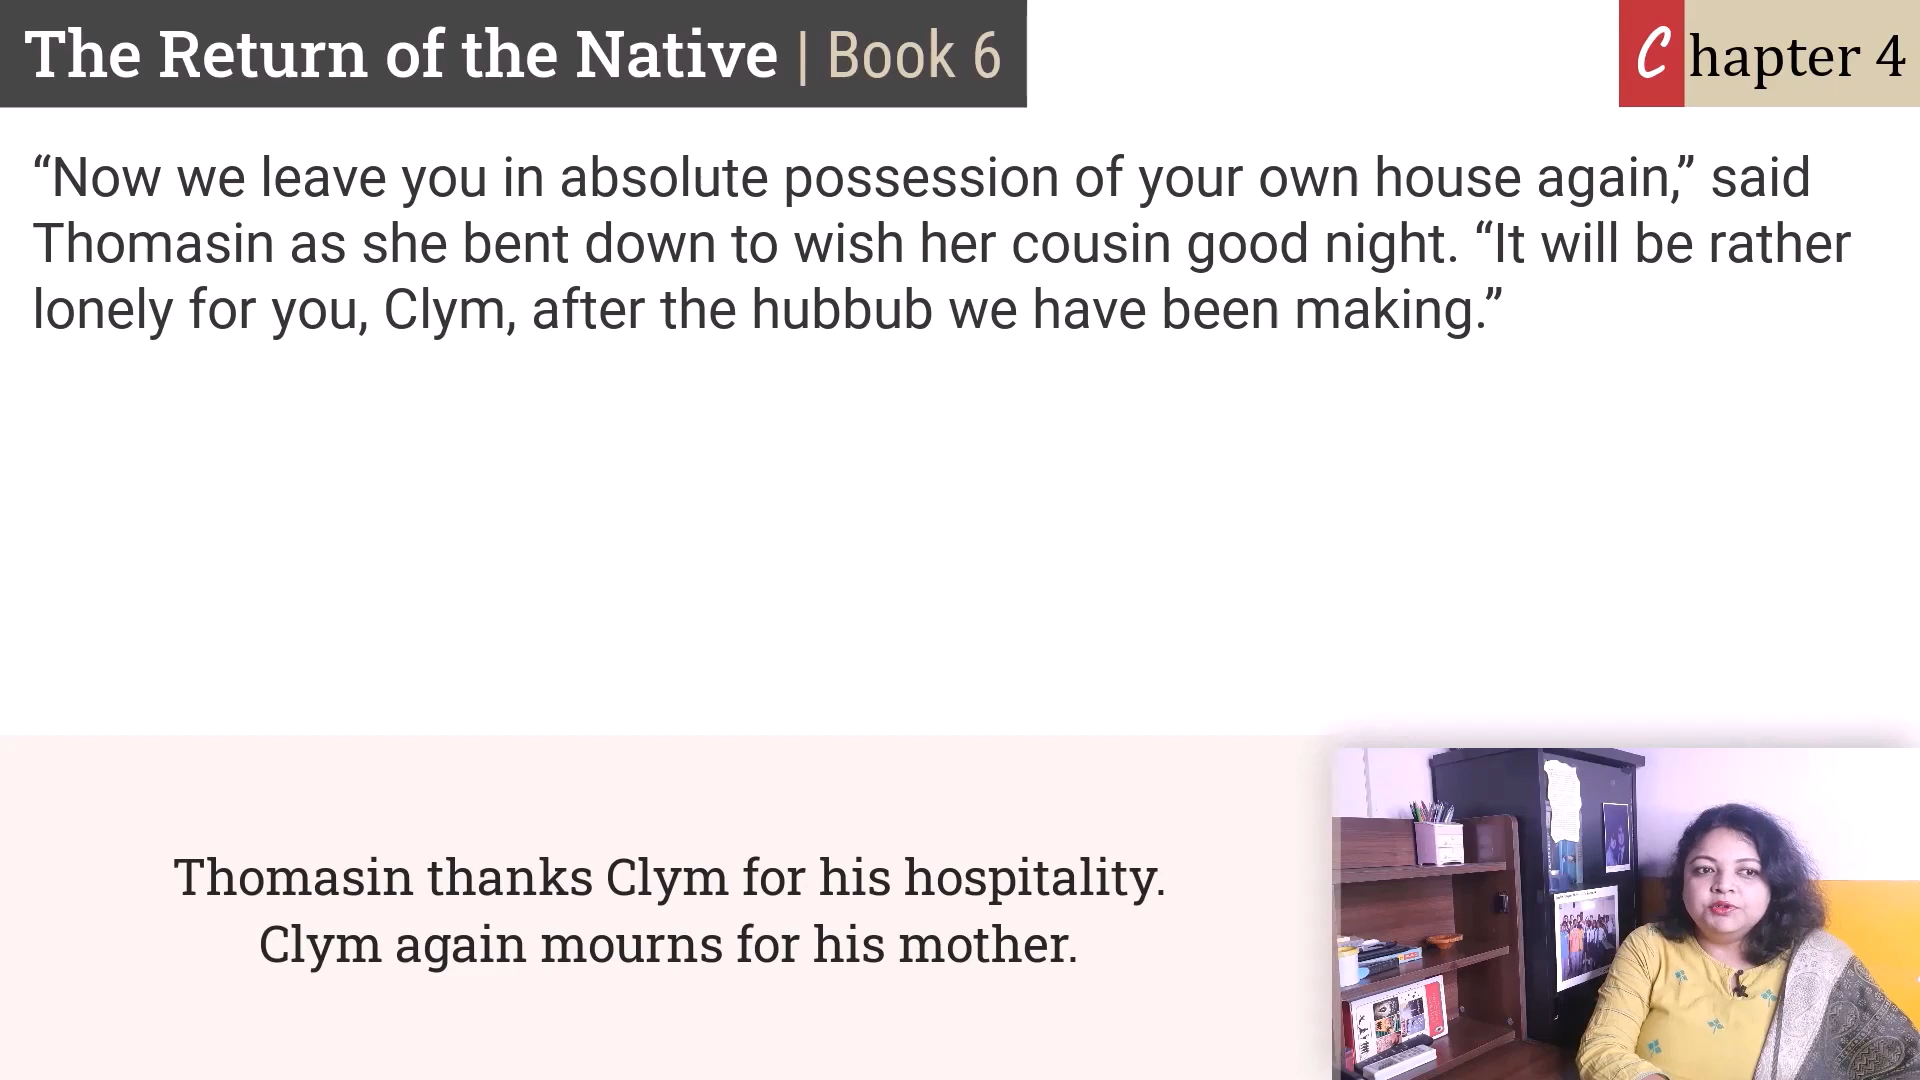 The Return of the Native | Book 6
Chapter 4
“Now we leave you in absolute possession of your own house again,” said
Thomasin as she bent down to wish her cousin good night. “It will be rather
lonely for you, Clym, after the hubbub we have been making.”
Thomasin thanks Clym for his hospitality.
Clym again mourns for his mother.